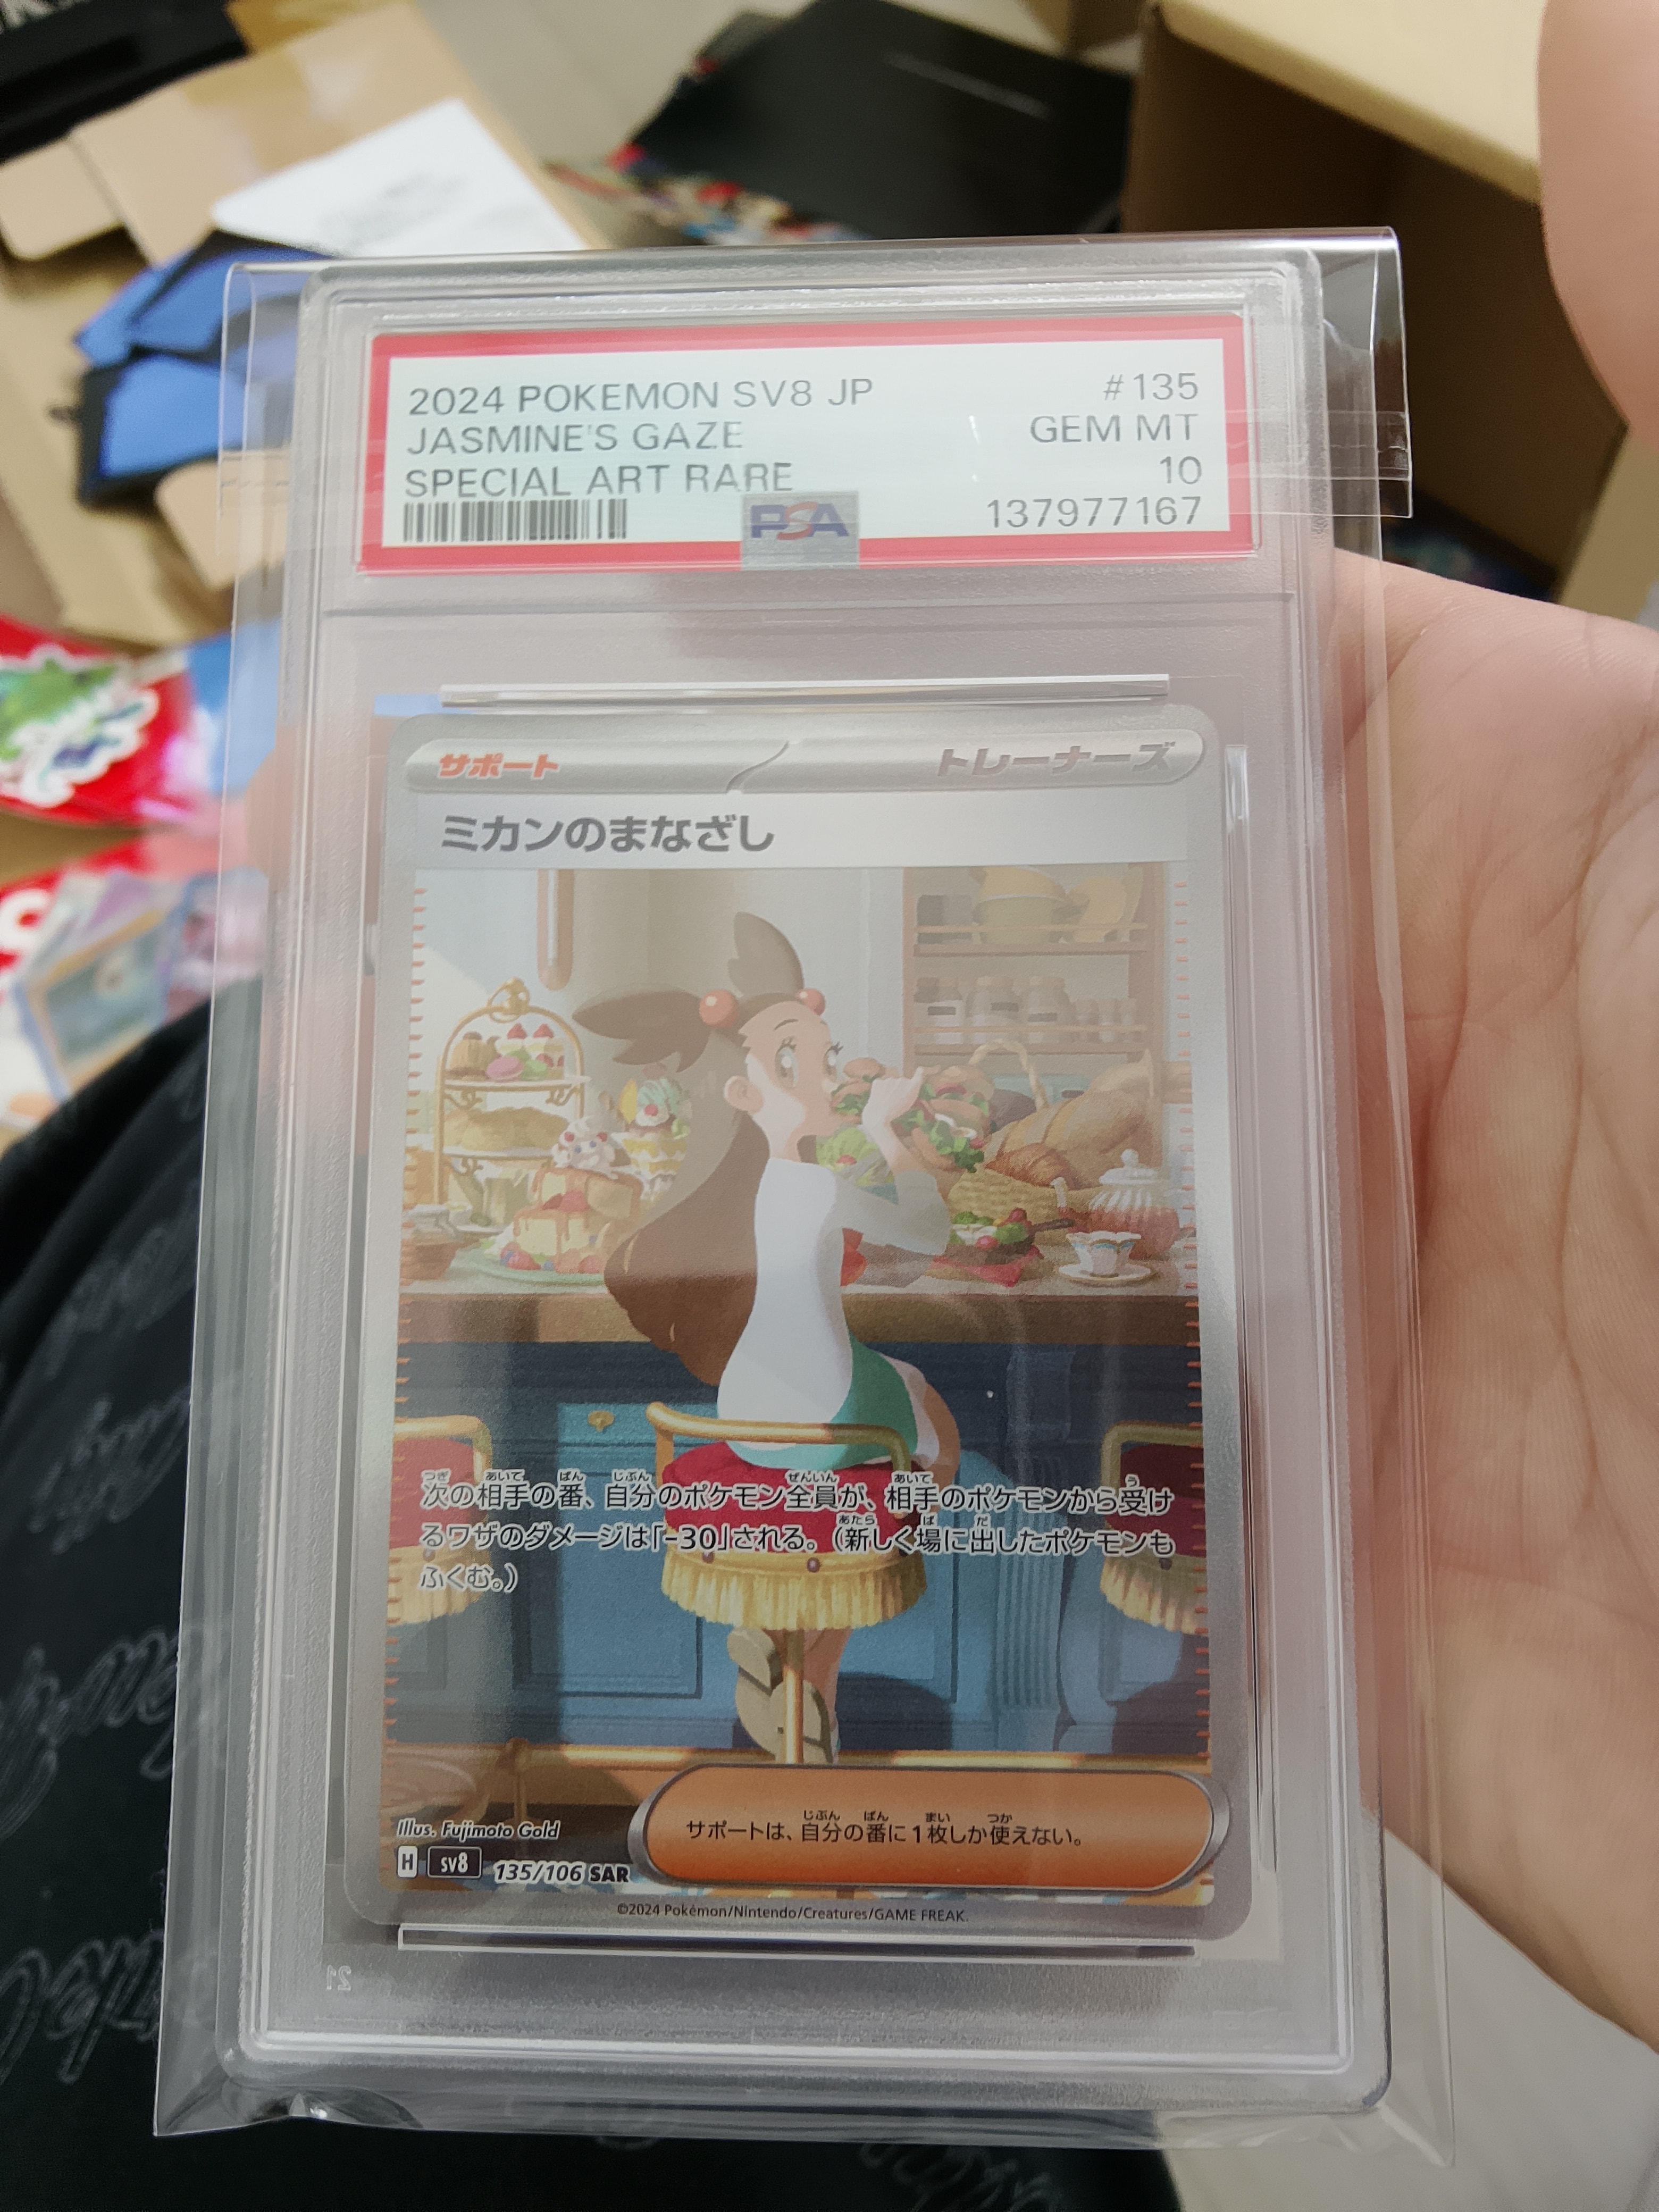 2024 POKEMON SV8 JP #135
JASMINE'S GAZE GEM MT
SPECIAL ART RARE 10
PSA 137977167
サポート トレーナーズ
ミカンのまなざし
次の相手の番、自分のポケモン全員が、相手のポケモンから受け
るワザのダメージは「-30」される。(新しく場に出したポケモンも
ふくむ。)
サポートは、自分の番に1枚しか使えない。
Illus. Fujimoto Gold
H sv8 135/106 SAR
©2024 Pokémon/Nintendo/Creatures/GAME FREAK.